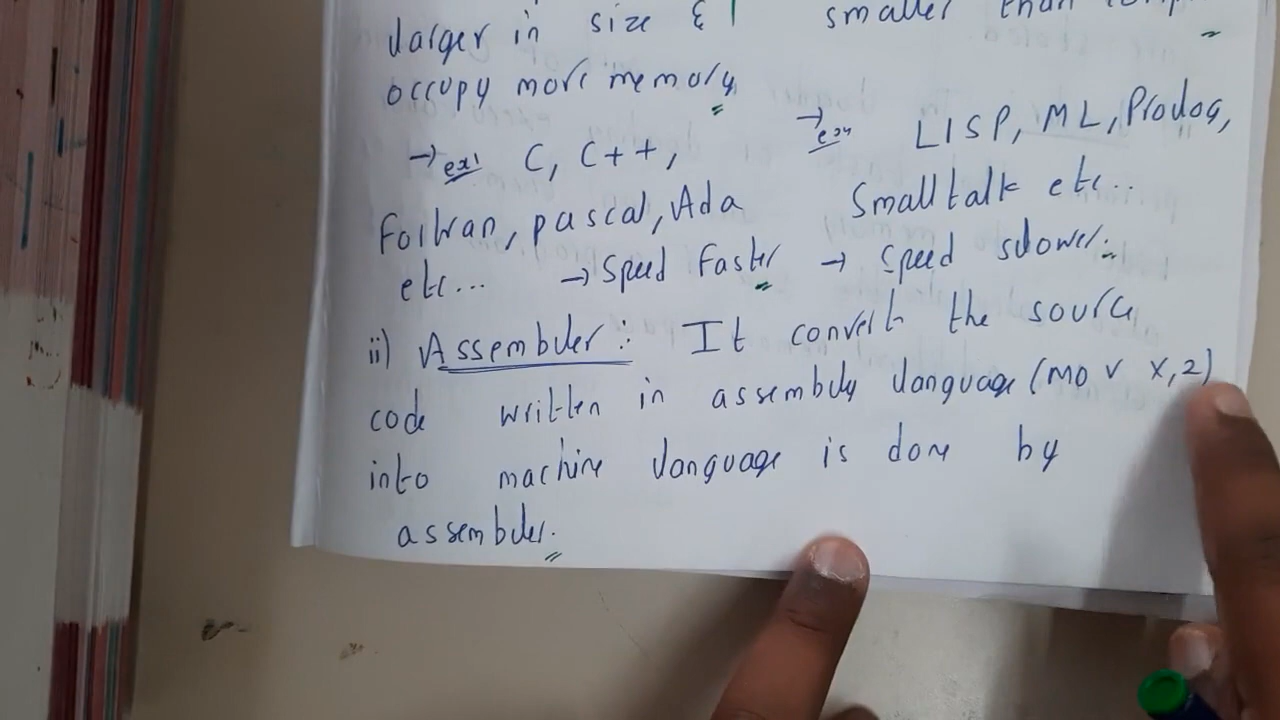 larger in size & smaller than
occupy more memory
→ ex! C, C++, → ex: LISP, ML, Prolog,
Fortran, pascal, Ada Smalltalk etc..
etc... → Speed Faster → Speed slower.
ii) Assembler: It convert the source
code written in assembly language (mov x,2)
into machine language is done by
assembler.